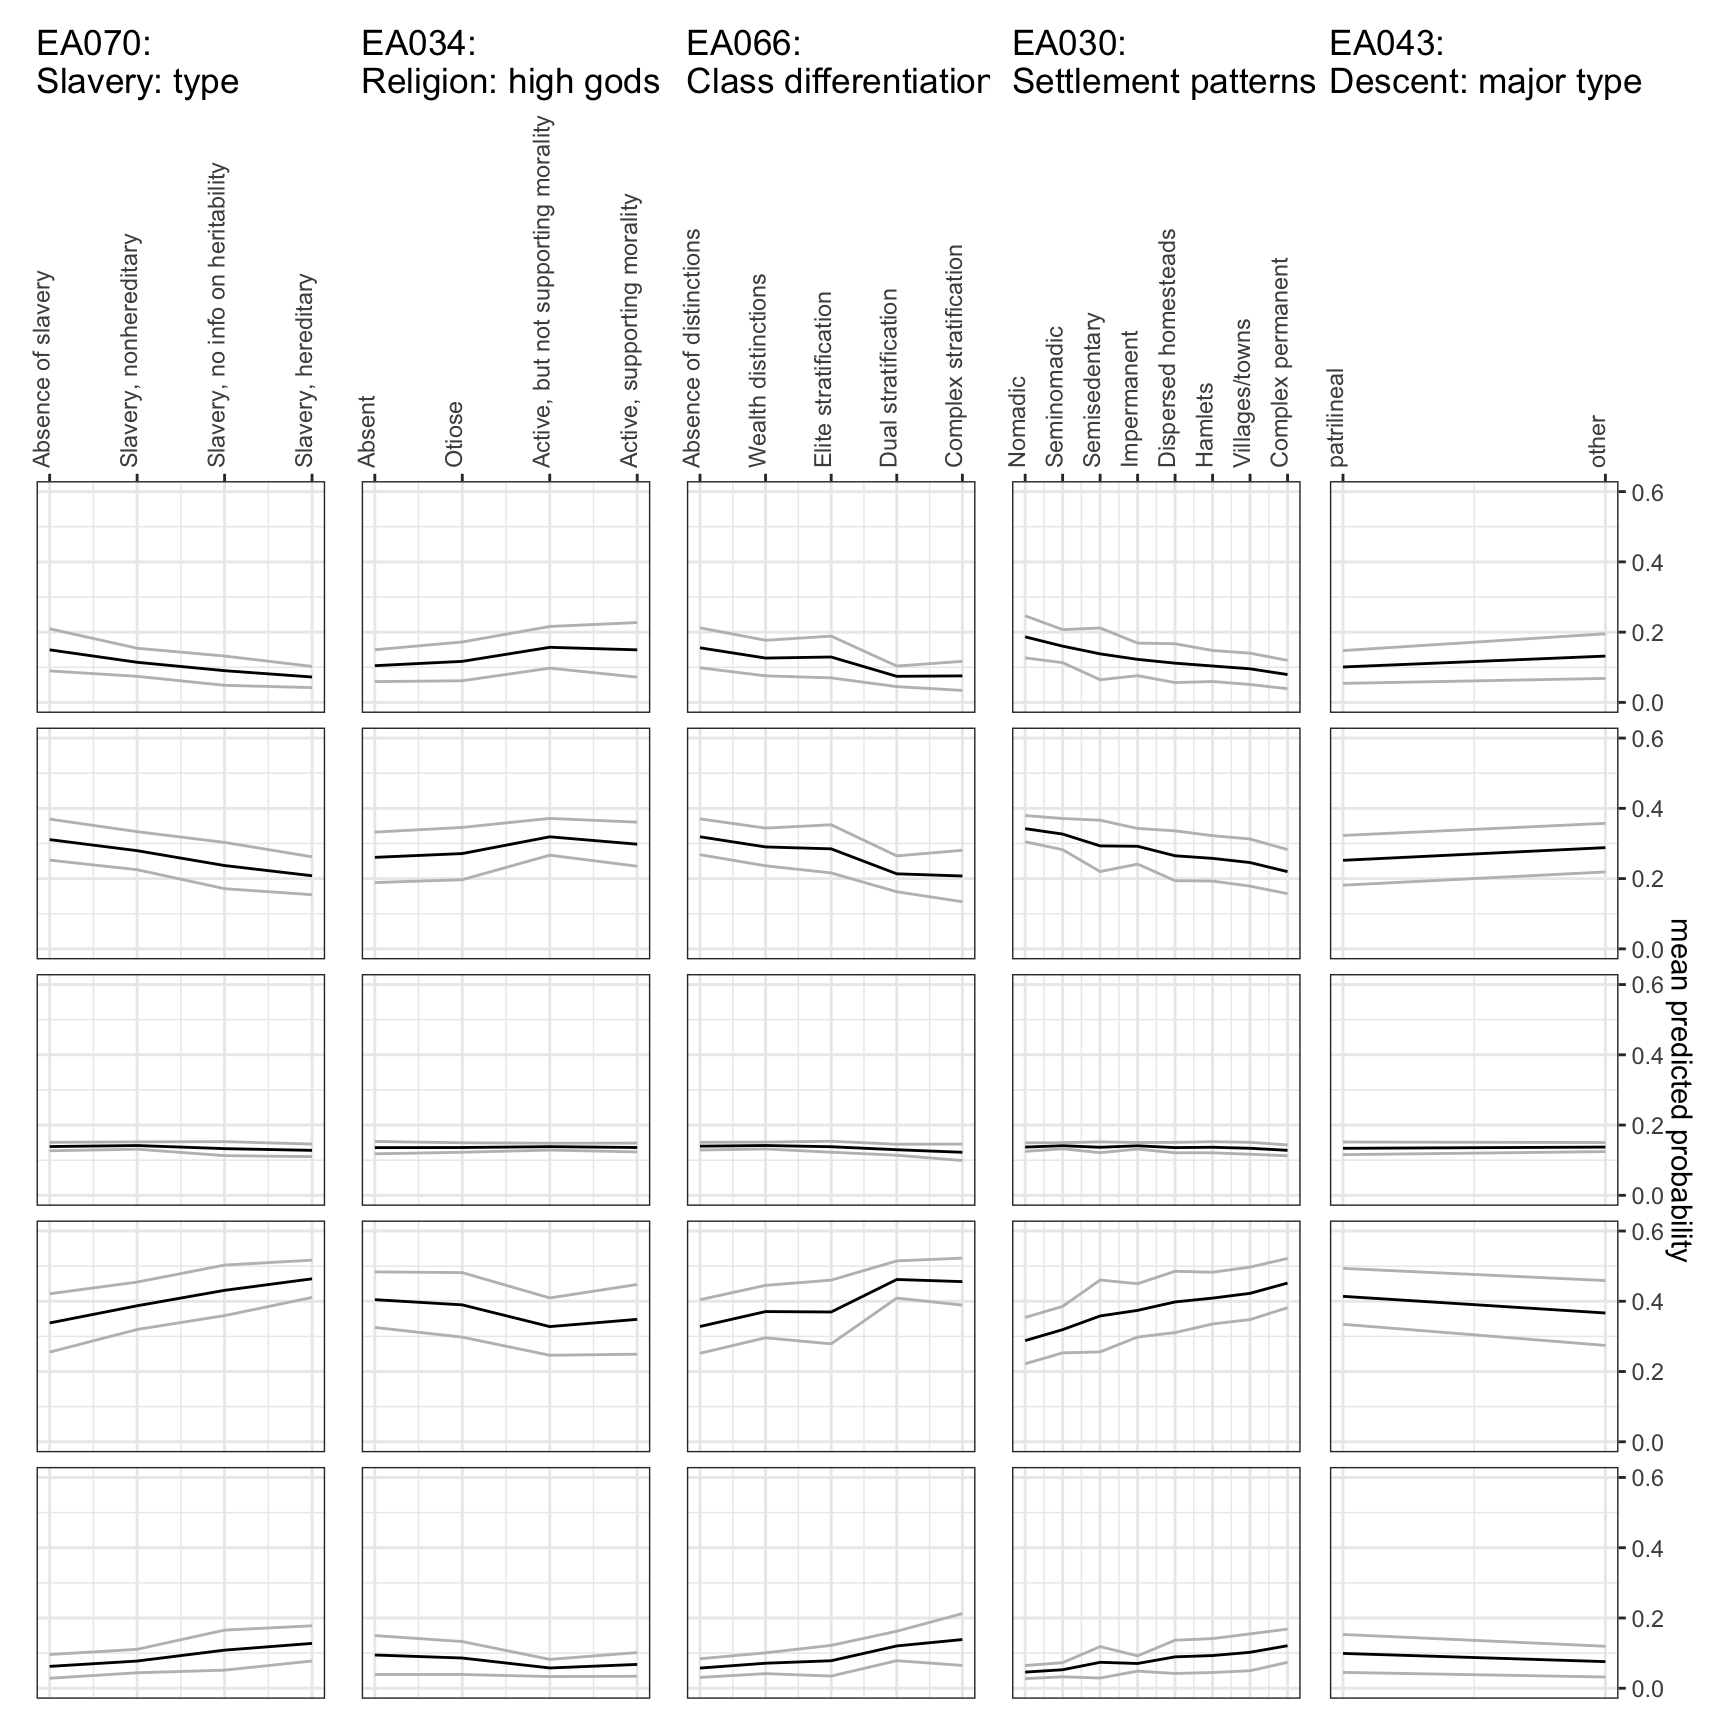 EA070:
Slavery: type
EA034:
Religion: high gods
EA066:
Class differentiation
EA030:
Settlement patterns
EA043:
Descent: major type
Absence of slavery
Slavery, nonhereditary
Slavery, no info on heritability
Slavery, hereditary
Absent
Otiose
Active, but not supporting morality
Active, supporting morality
Absence of distinctions
Wealth distinctions
Elite stratification
Dual stratification
Complex stratification
Nomadic
Seminomadic
Semisedentary
Impermanent
Dispersed homesteads
Hamlets
Villages/towns
Complex permanent
patrilineal
other
0.6
0.4
0.2
0.0
0.6
0.4
0.2
0.0
0.6
0.4
0.2
0.0
0.6
0.4
0.2
0.0
0.6
0.4
0.2
0.0
mean predicted probability